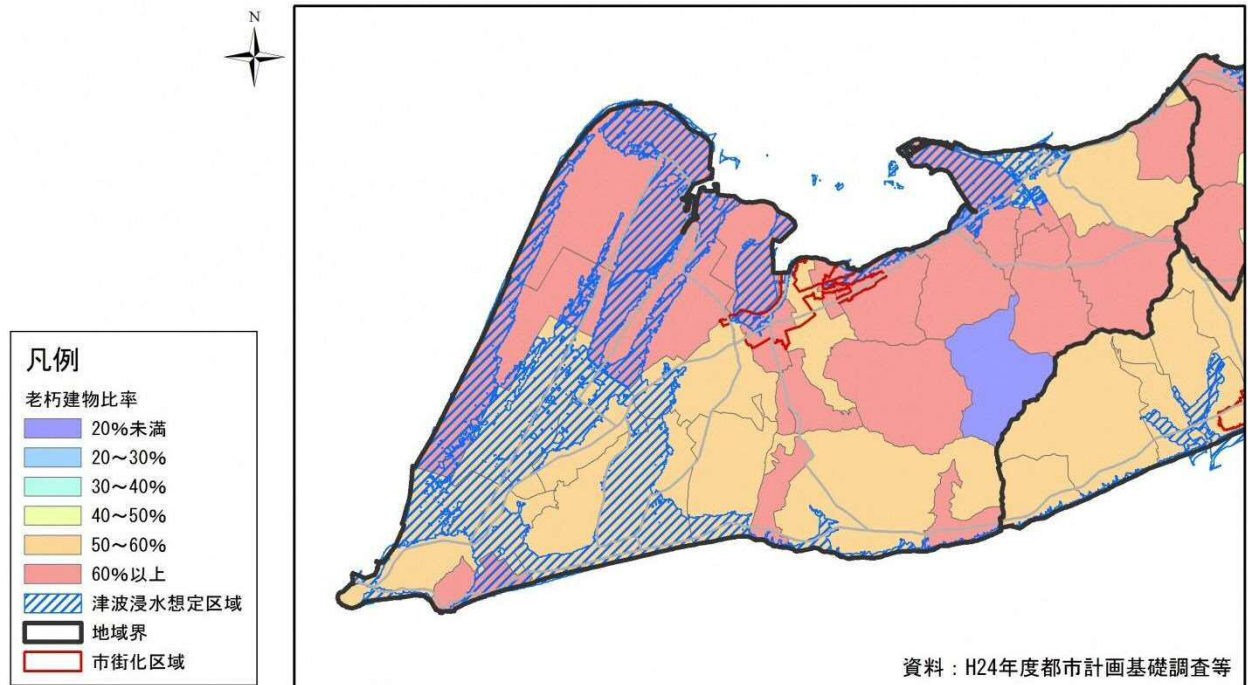 N
凡例
老朽建物比率
20%未満
20～30%
30～40%
40～50%
50～60%
60%以上
津波浸水想定区域
地域界
市街化区域
資料：H24年度都市計画基礎調査等